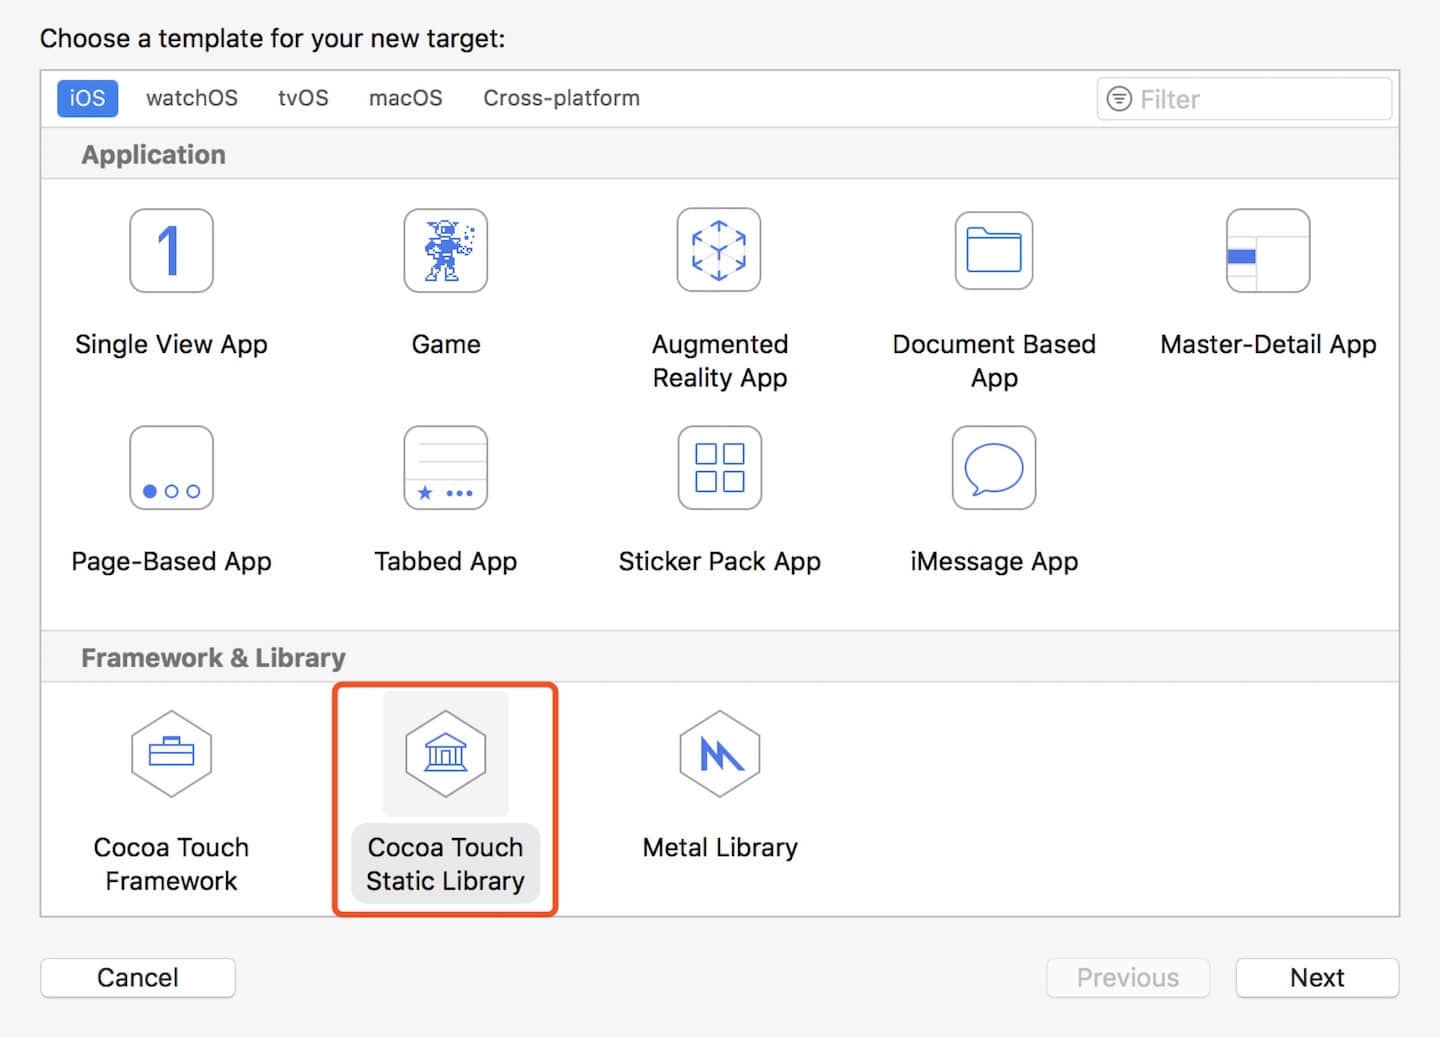 Choose a template for your new target:
iOS watchOS tvOS macOS Cross-platform Filter
Application
1
Single View App Game Augmented Reality App Document Based App Master-Detail App
Page-Based App Tabbed App Sticker Pack App iMessage App
Framework & Library
Cocoa Touch Framework Cocoa Touch Static Library Metal Library
Cancel Previous Next